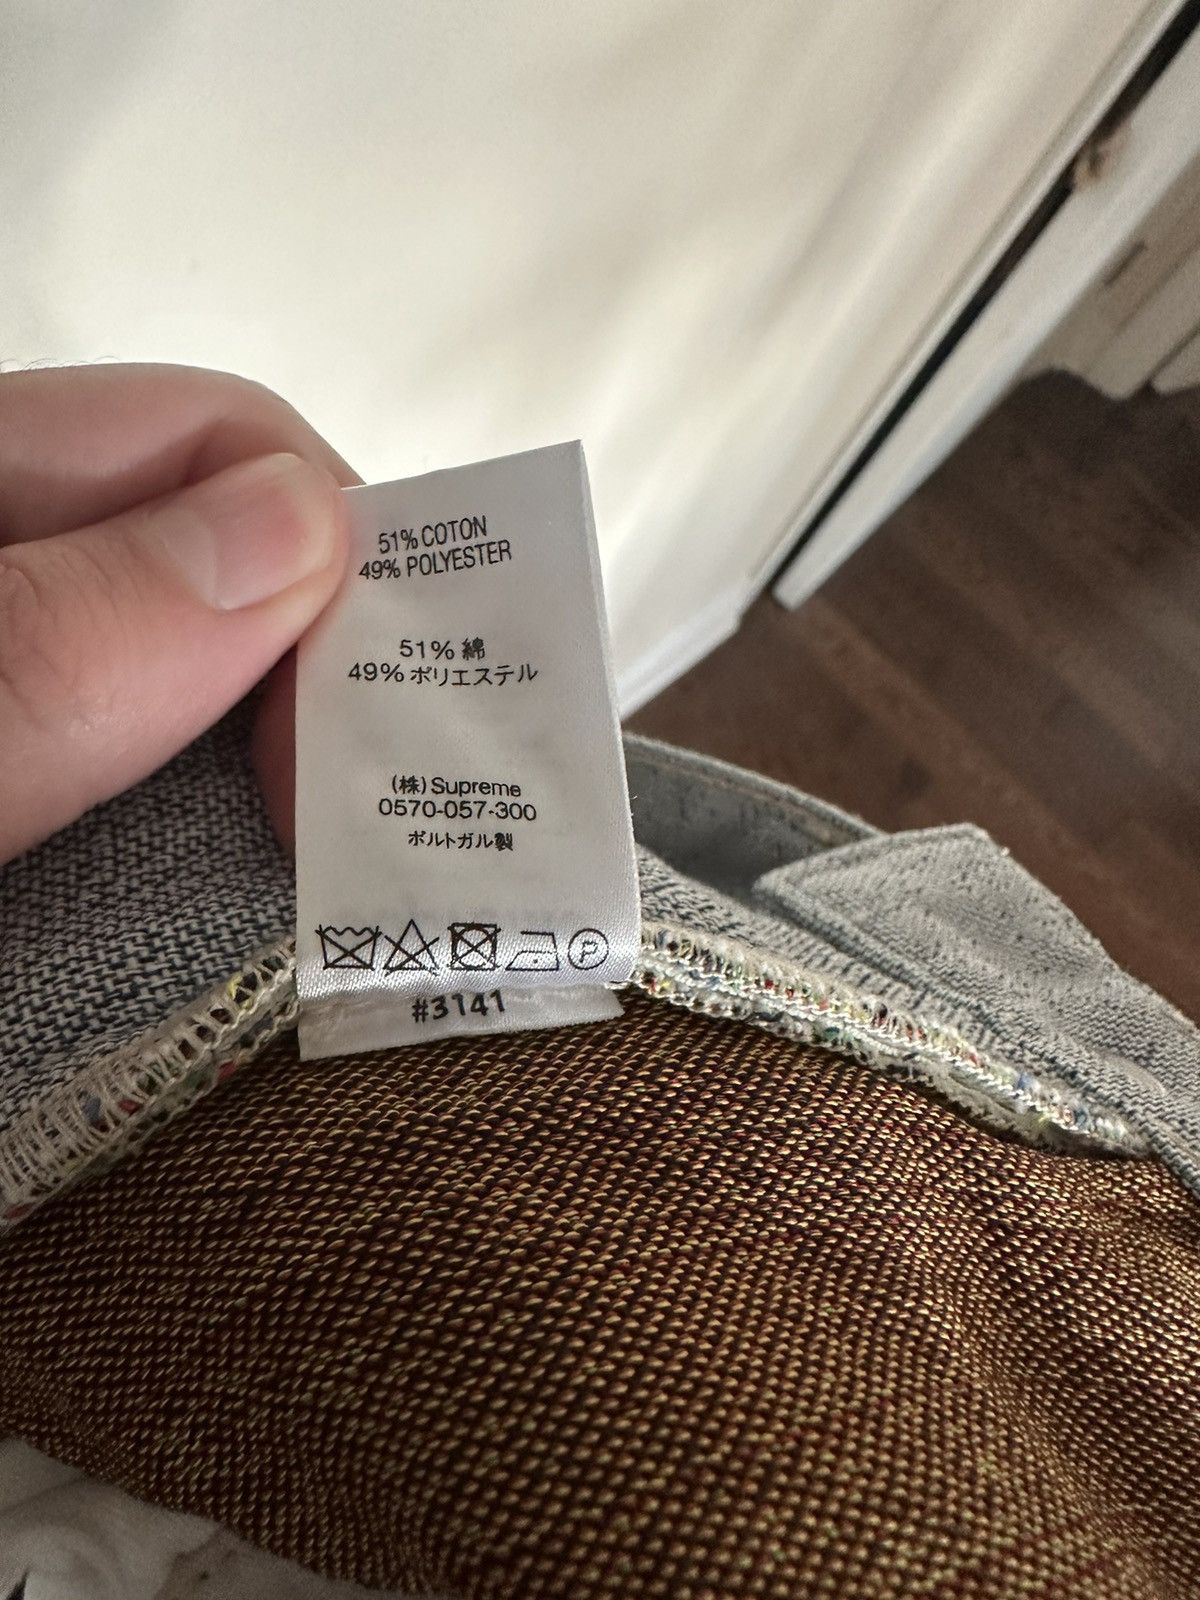 51% COTON
49% POLYESTER
51% 綿
49% ポリエステル
(株) Supreme
0570-057-300
ポルトガル製
P
#3141